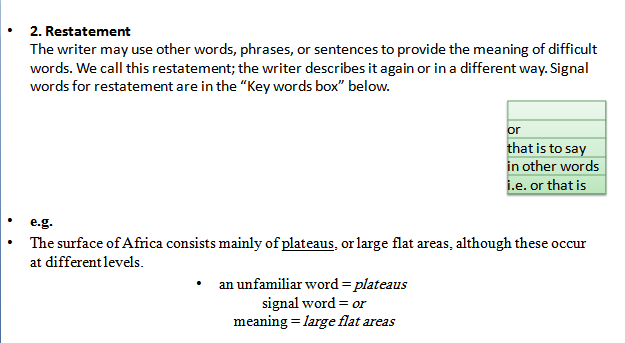 • 2. Restatement
The writer may use other words, phrases, or sentences to provide the meaning of difficult
words. We call this restatement; the writer describes it again or in a different way. Signal
words for restatement are in the “Key words box” below.
or
that is to say
in other words
i.e. or that is
• e.g.
• The surface of Africa consists mainly of plateaus, or large flat areas, although these occur
at different levels.
• an unfamiliar word = plateaus
signal word = or
meaning = large flat areas